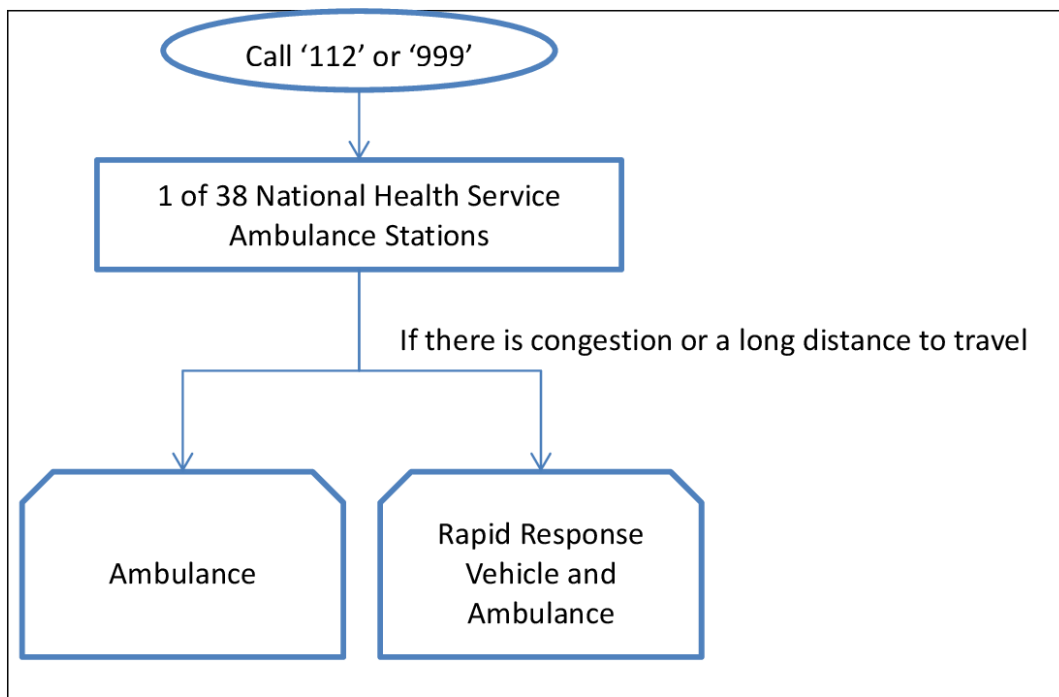 Call ‘112’ or ‘999’
1 of 38 National Health Service
Ambulance Stations
If there is congestion or a long distance to travel
Ambulance
Rapid Response
Vehicle and
Ambulance